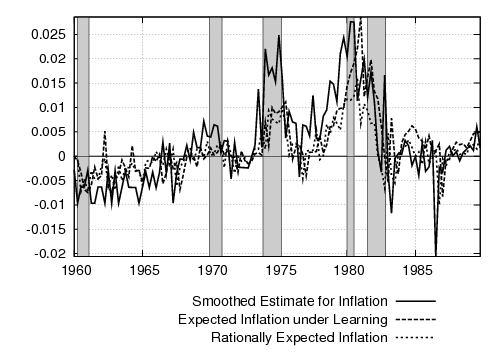 0.025
0.02
0.015
0.01
0.005
0
-0.005
-0.01
-0.015
-0.02
1960 1965 1970 1975 1980 1985
Smoothed Estimate for Inflation
Expected Inflation under Learning
Rationally Expected Inflation